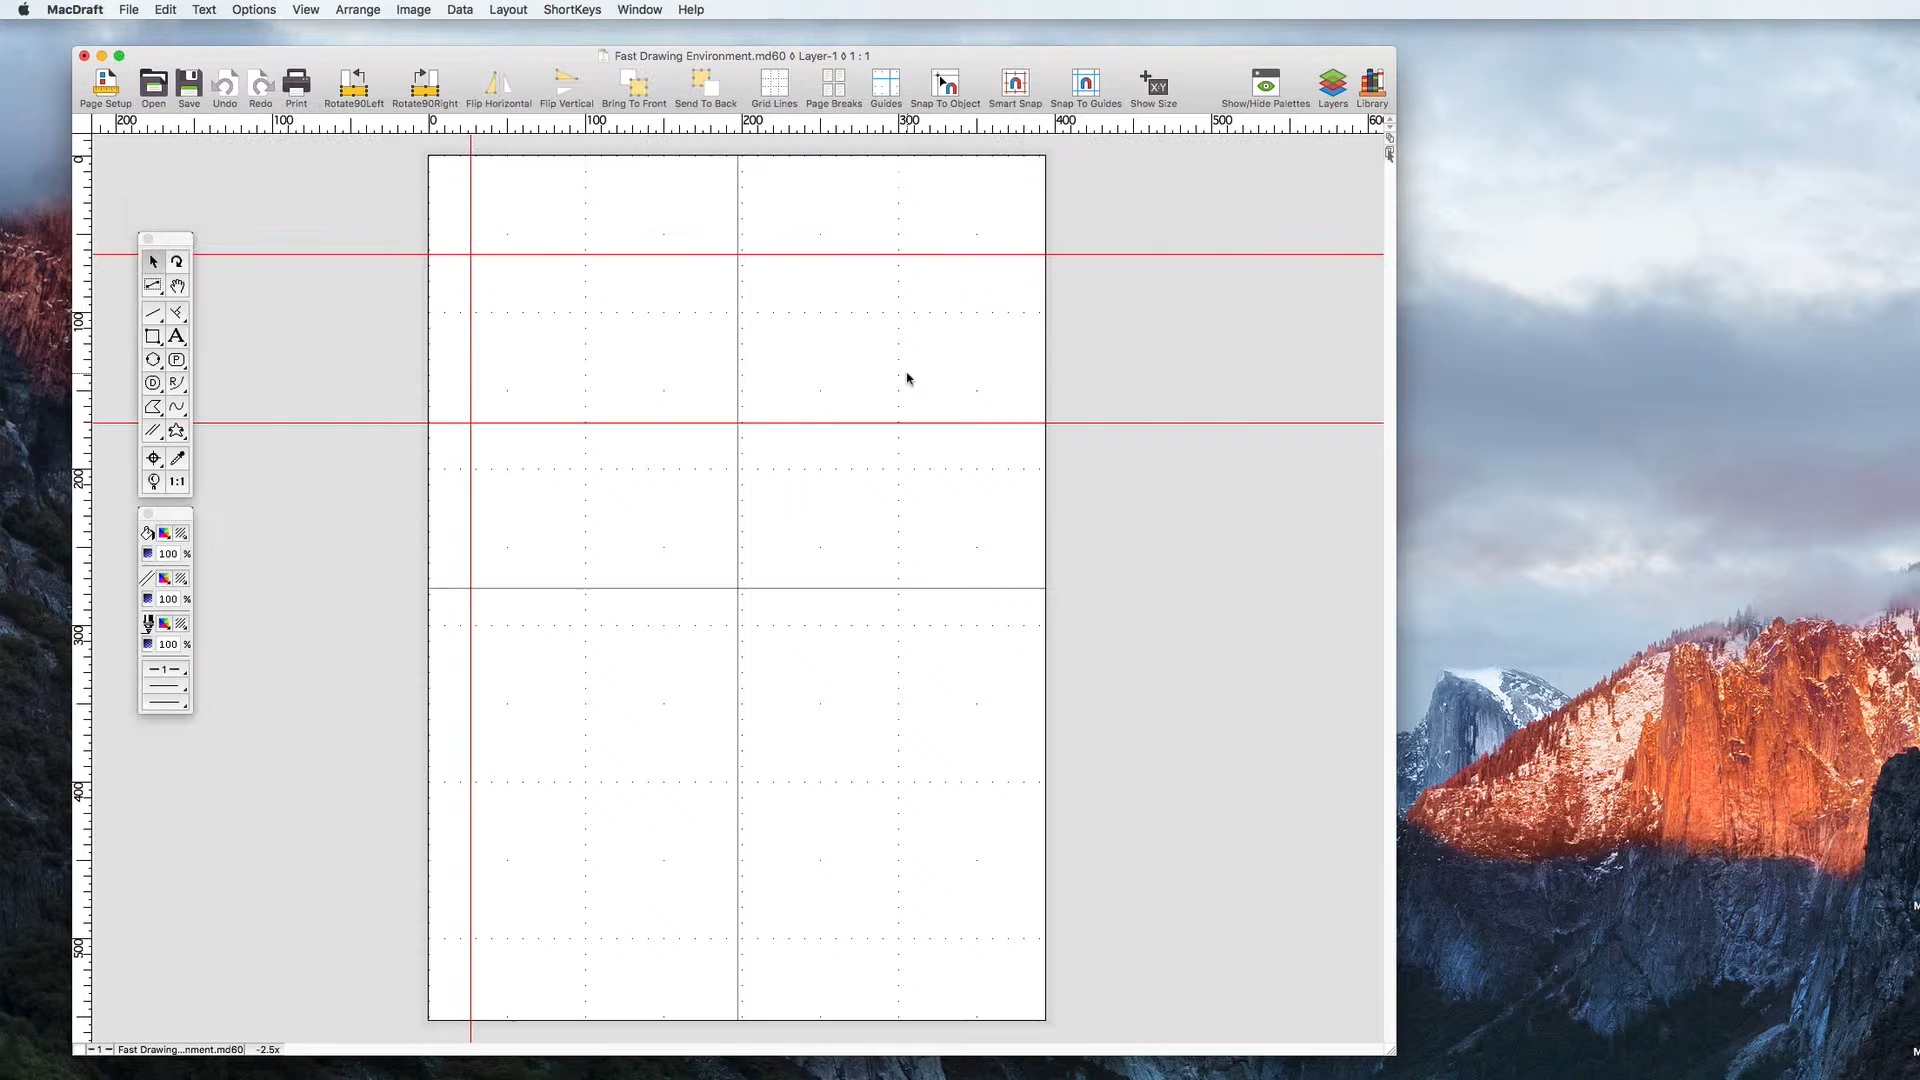 MacDraft File Edit Text Options View Arrange Image Data Layout ShortKeys Window Help
Fast Drawing Environment.md60 ◊ Layer-1 ◊ 1 : 1
Page Setup Open Save Undo Redo Print Rotate90Left Rotate90Right Flip Horizontal Flip Vertical Bring To Front Send To Back Grid Lines Page Breaks Guides Snap To Object Smart Snap Snap To Guides Show Size Show/Hide Palettes Layers Library
200 100 0 100 200 300 400 500 600
0
100
200
300
400
500
A
P
D R
1:1
100 %
100 %
100 %
1
1 Fast Drawing...nment.md60 -2.5x